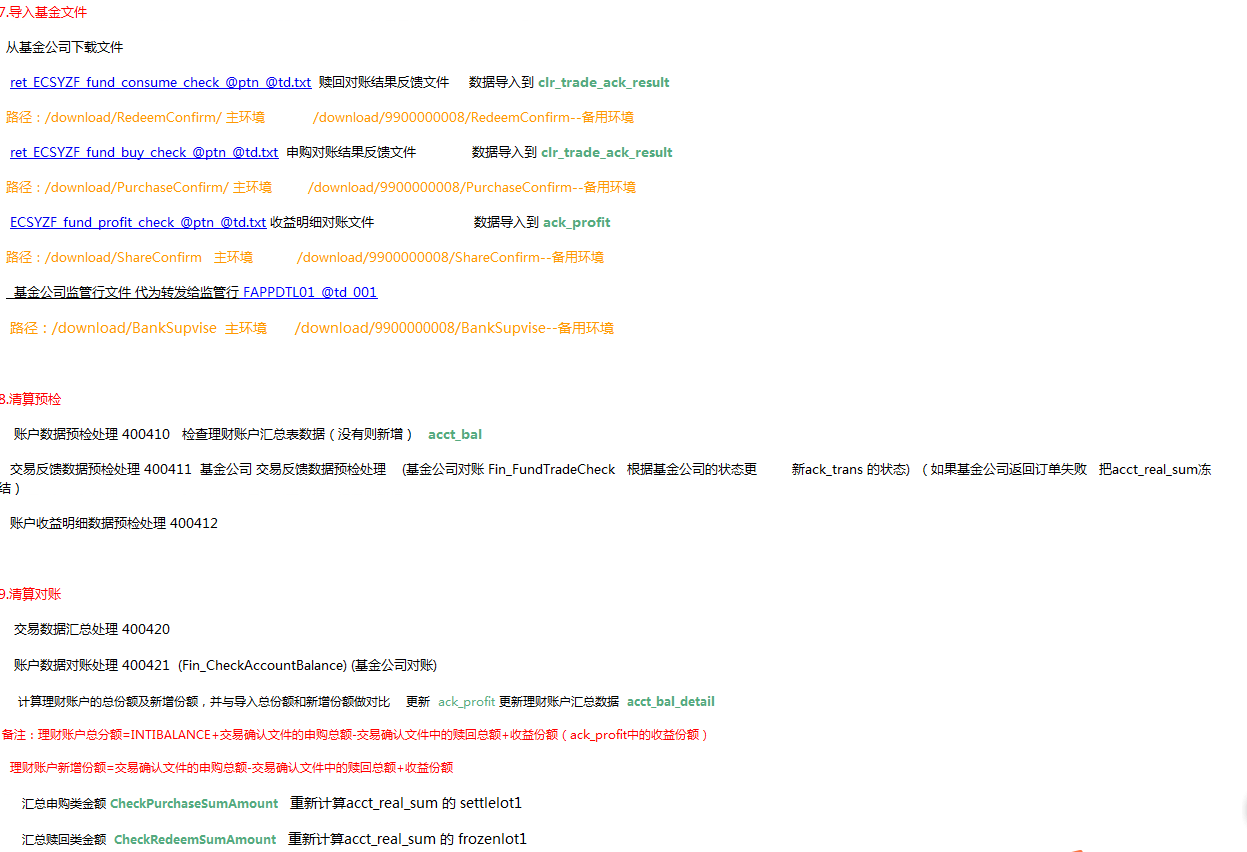 7.导入基金文件
从基金公司下载文件
ret_ECSYZF_fund_consume_check_@ptn_@td.txt 赎回对账结果反馈文件 数据导入到 clr_trade_ack_result
路径：/download/RedeemConfirm/ 主环境 /download/9900000008/RedeemConfirm--备用环境
ret_ECSYZF_fund_buy_check_@ptn_@td.txt 申购对账结果反馈文件 数据导入到 clr_trade_ack_result
路径：/download/PurchaseConfirm/ 主环境 /download/9900000008/PurchaseConfirm--备用环境
ECSYZF_fund_profit_check_@ptn_@td.txt 收益明细对账文件 数据导入到 ack_profit
路径：/download/ShareConfirm 主环境 /download/9900000008/ShareConfirm--备用环境
基金公司监管行文件 代为转发给监管行 FAPPDTL01_@td_001
路径：/download/BankSupvise 主环境 /download/9900000008/BankSupvise--备用环境
8.清算预检
账户数据预检处理 400410 检查理财账户汇总表数据（没有则新增） acct_bal
交易反馈数据预检处理 400411 基金公司 交易反馈数据预检处理 (基金公司对账 Fin_FundTradeCheck 根据基金公司的状态更 新ack_trans 的状态) （如果基金公司返回订单失败 把acct_real_sum冻
结）
账户收益明细数据预检处理 400412
9.清算对账
交易数据汇总处理 400420
账户数据对账处理 400421 (Fin_CheckAccountBalance) (基金公司对账)
计算理财账户的总份额及新增份额，并与导入总份额和新增份额做对比 更新 ack_profit 更新理财账户汇总数据 acct_bal_detail
备注：理财账户总分额=INTIBALANCE+交易确认文件的申购总额-交易确认文件中的赎回总额+收益份额（ack_profit中的收益份额）
理财账户新增份额=交易确认文件的申购总额-交易确认文件中的赎回总额+收益份额
汇总申购类金额 CheckPurchaseSumAmount 重新计算acct_real_sum 的 settlelot1
汇总赎回类金额 CheckRedeemSumAmount 重新计算acct_real_sum 的 frozenlot1